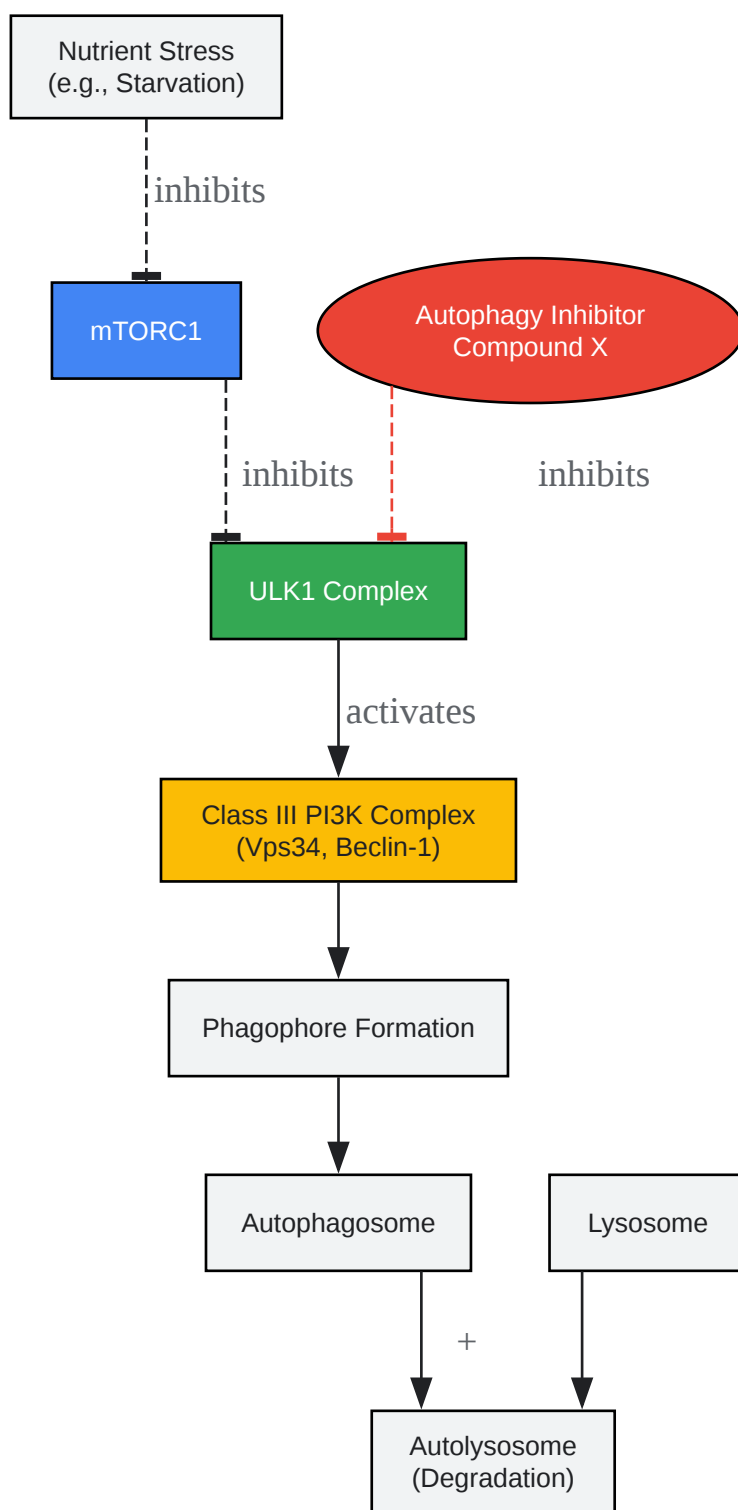 Nutrient Stress
(e.g., Starvation)
inhibits
mTORC1
Autophagy Inhibitor
Compound X
inhibits
inhibits
ULK1 Complex
activates
Class III PI3K Complex
(Vps34, Beclin-1)
Phagophore Formation
Autophagosome
Lysosome
+
Autolysosome
(Degradation)